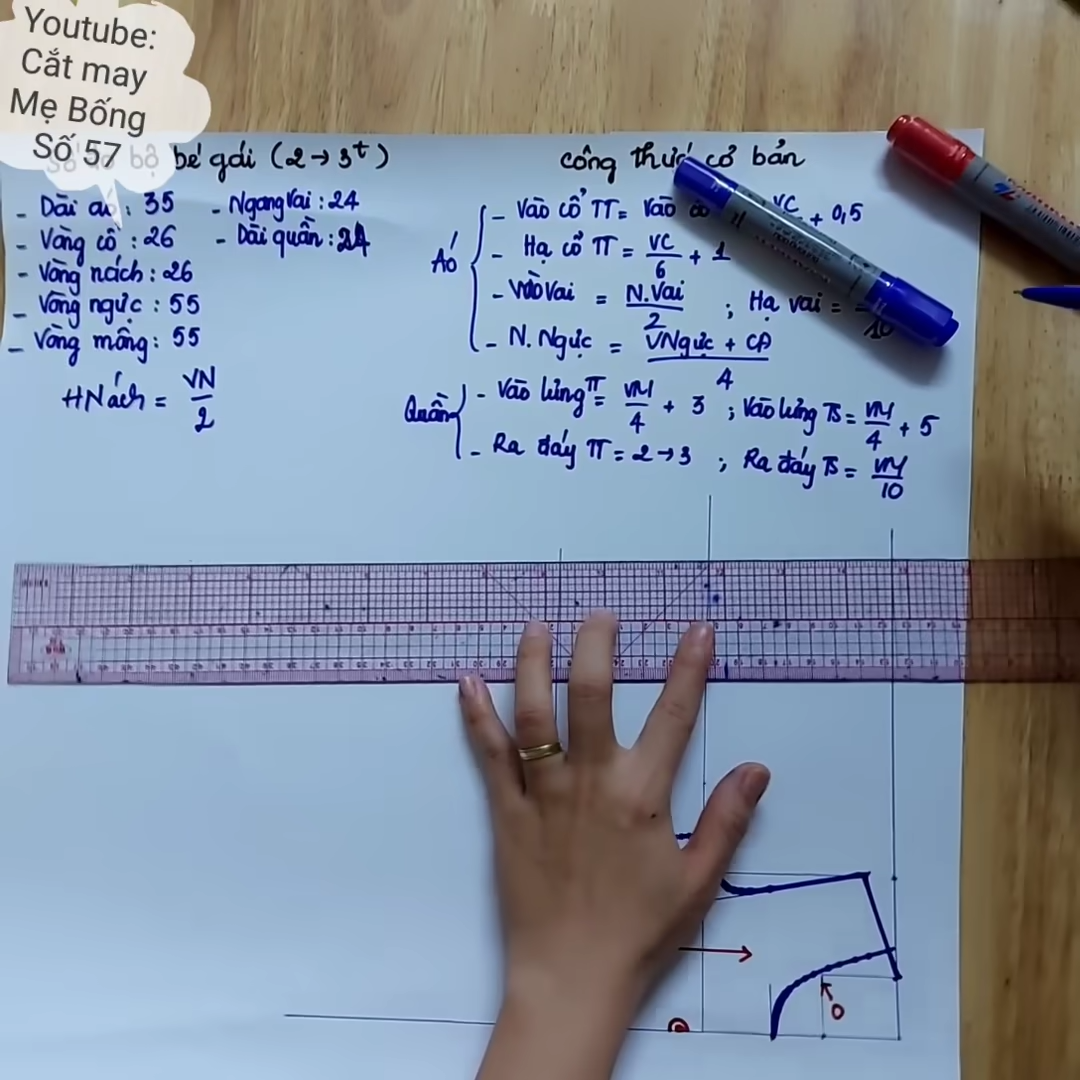 Youtube:
Cắt may
Mẹ Bống
Số 57
bộ bé gái (2→3t)
- Dài áo: 35
- Vòng cổ: 26
- Vòng nách: 26
- Vòng ngực: 55
- Vòng mông: 55
- Ngang vai: 24
- Dài quần: 24
HNách = VN/2
công thức cơ bản
Áo
- Vào cổ TT = Vào VC + 0,5
- Hạ cổ TT = VC/6 + 1
- Vào Vai = N.Vai/2 ; Hạ vai = 10
- N. Ngực = VNgực + CĐ/4
Quần
- Vào lưng TT = VM/4 + 3 ; Vào lưng TS = VM/4 + 5
- Ra đáy TT = 2→3 ; Ra đáy TS = VM/10